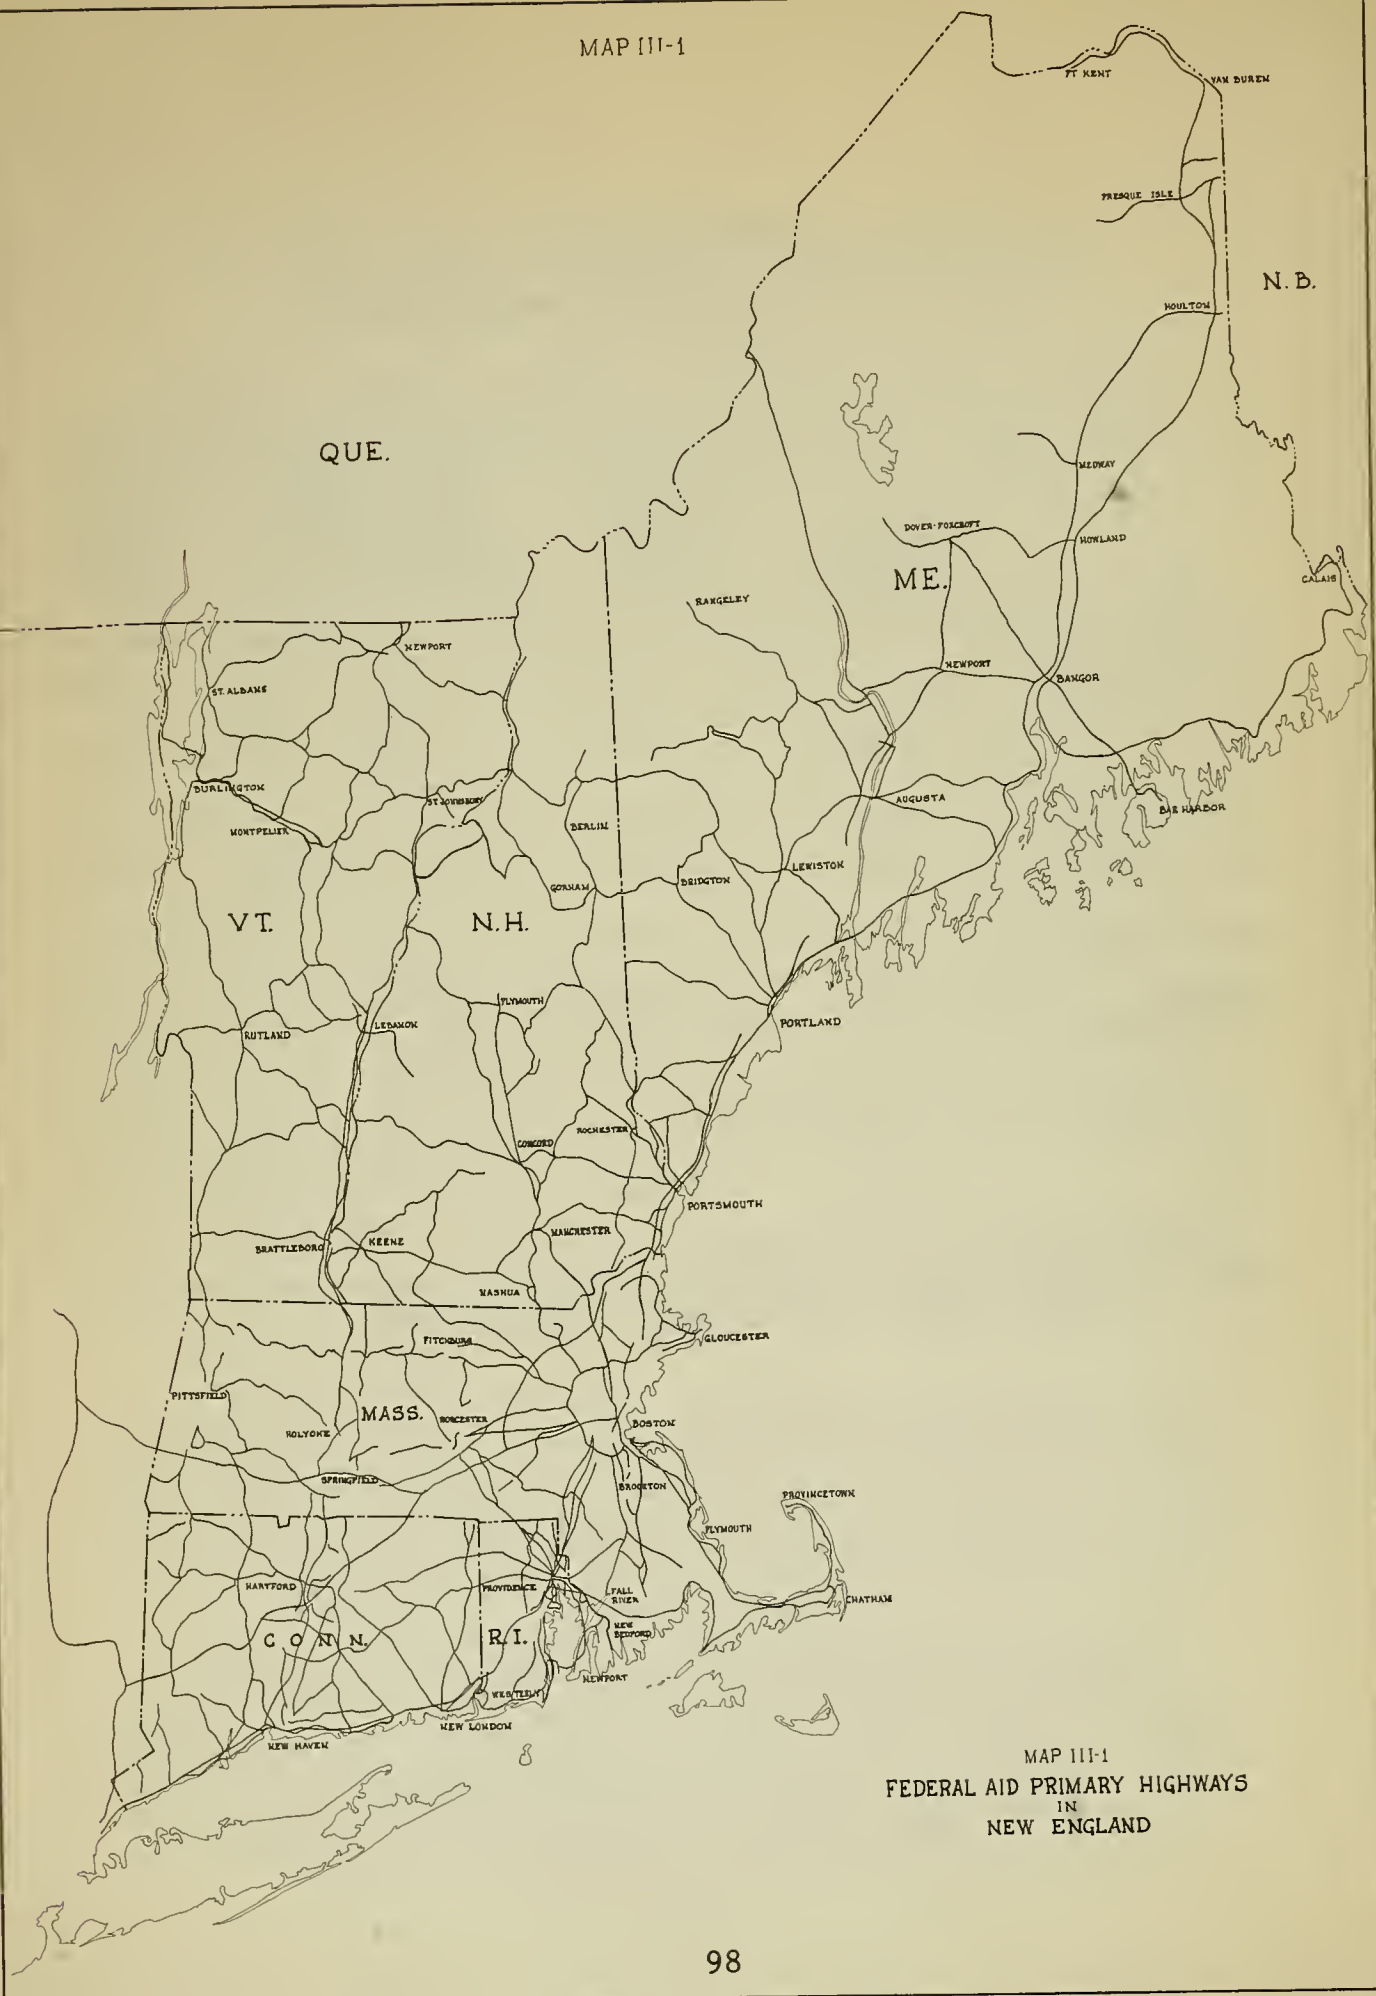 MAP III-1
FT KENT
VAN BUREN
PRESQUE ISLE
N.B.
HOULTON
QUE.
MEDWAY
DOVER-FOXCROFT
HOWLAND
ME.
CALAIS
RANGELEY
NEWPORT
NEWPORT
BANGOR
ST. ALBANS
BURLINGTON
ST. JOHNSBURY
AUGUSTA
BAR HARBOR
MONTPELIER
BERLIN
LEWISTON
GORHAM
BRIDGTON
VT.
N.H.
PLYMOUTH
LEBANON
PORTLAND
RUTLAND
CONCORD
ROCHESTER
PORTSMOUTH
BRATTLEBORO
KEENE
MANCHESTER
NASHUA
FITCHBURG
GLOUCESTER
PITTSFIELD
MASS.
WORCESTER
BOSTON
HOLYOKE
SPRINGFIELD
BROCKTON
PROVINCETOWN
PLYMOUTH
HARTFORD
PROVIDENCE
FALL
RIVER
CHATHAM
NEW
BEDFORD
CONN.
R.I.
NEWPORT
WESTERLY
NEW LONDON
NEW HAVEN
MAP III-1
FEDERAL AID PRIMARY HIGHWAYS
IN
NEW ENGLAND
98